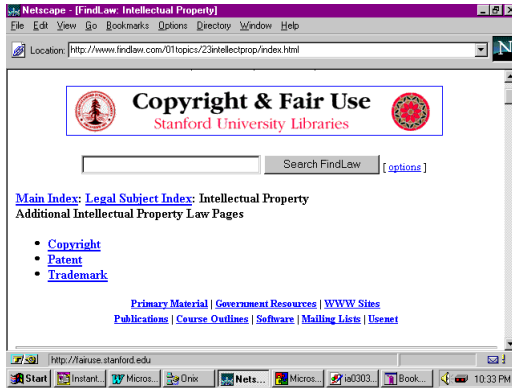 Netscape - [FindLaw: Intellectual Property]
File Edit View Go Bookmarks Options Directory Window Help
Location: http://www.findlaw.com/01topics/23intellectprop/index.html
N
Copyright & Fair Use
Stanford University Libraries
Search FindLaw [ options ]
Main Index: Legal Subject Index: Intellectual Property
Additional Intellectual Property Law Pages
• Copyright
• Patent
• Trademark
Primary Material | Government Resources | WWW Sites
Publications | Course Outlines | Software | Mailing Lists | Usenet
http://fairuse.stanford.edu
Start Instant... Micros... Onix Nets... Micros... ia0303... Book... 10:33 PM